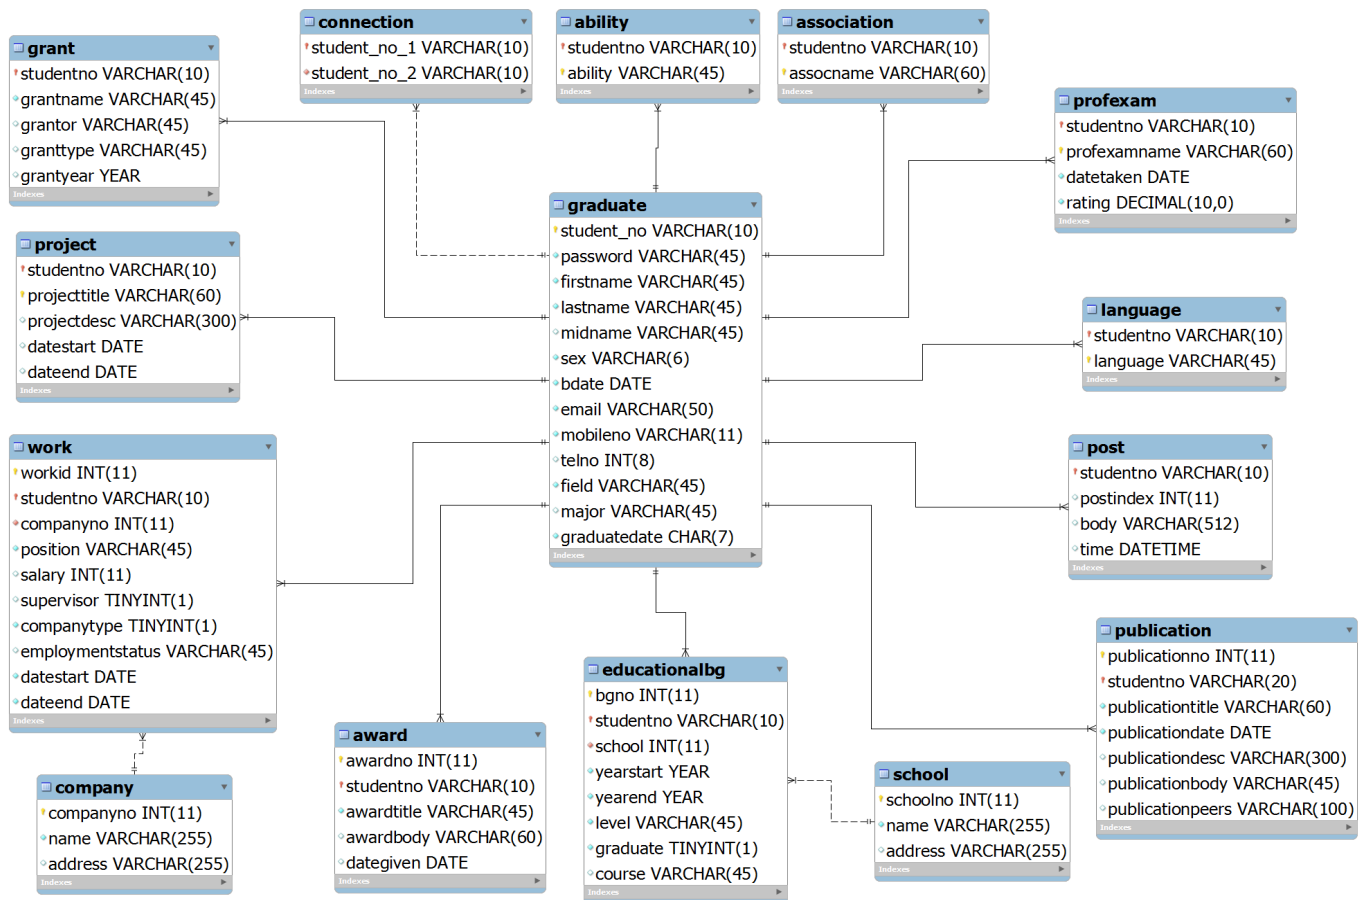 connection
student_no_1 VARCHAR(10)
student_no_2 VARCHAR(10)
Indexes
ability
studentno VARCHAR(10)
ability VARCHAR(45)
Indexes
association
studentno VARCHAR(10)
assocname VARCHAR(60)
Indexes
grant
studentno VARCHAR(10)
grantname VARCHAR(45)
grantor VARCHAR(45)
granttype VARCHAR(45)
grantyear YEAR
Indexes
profexam
studentno VARCHAR(10)
profexamname VARCHAR(60)
datetaken DATE
rating DECIMAL(10,0)
Indexes
graduate
student_no VARCHAR(10)
password VARCHAR(45)
firstname VARCHAR(45)
lastname VARCHAR(45)
midname VARCHAR(45)
sex VARCHAR(6)
bdate DATE
email VARCHAR(50)
mobileno VARCHAR(11)
telno INT(8)
field VARCHAR(45)
major VARCHAR(45)
graduatedate CHAR(7)
Indexes
project
studentno VARCHAR(10)
projecttitle VARCHAR(60)
projectdesc VARCHAR(300)
datestart DATE
dateend DATE
Indexes
language
studentno VARCHAR(10)
language VARCHAR(45)
Indexes
work
workid INT(11)
studentno VARCHAR(10)
companyno INT(11)
position VARCHAR(45)
salary INT(11)
supervisor TINYINT(1)
companytype TINYINT(1)
employmentstatus VARCHAR(45)
datestart DATE
dateend DATE
Indexes
post
studentno VARCHAR(10)
postindex INT(11)
body VARCHAR(512)
time DATETIME
Indexes
publication
publicationno INT(11)
studentno VARCHAR(20)
publicationtitle VARCHAR(60)
publicationdate DATE
publicationdesc VARCHAR(300)
publicationbody VARCHAR(45)
publicationpeers VARCHAR(100)
Indexes
educationalbg
bgno INT(11)
studentno VARCHAR(10)
school INT(11)
yearstart YEAR
yearend YEAR
level VARCHAR(45)
graduate TINYINT(1)
course VARCHAR(45)
Indexes
award
awardno INT(11)
studentno VARCHAR(10)
awardtitle VARCHAR(45)
awardbody VARCHAR(60)
dategiven DATE
Indexes
school
schoolno INT(11)
name VARCHAR(255)
address VARCHAR(255)
Indexes
company
companyno INT(11)
name VARCHAR(255)
address VARCHAR(255)
Indexes